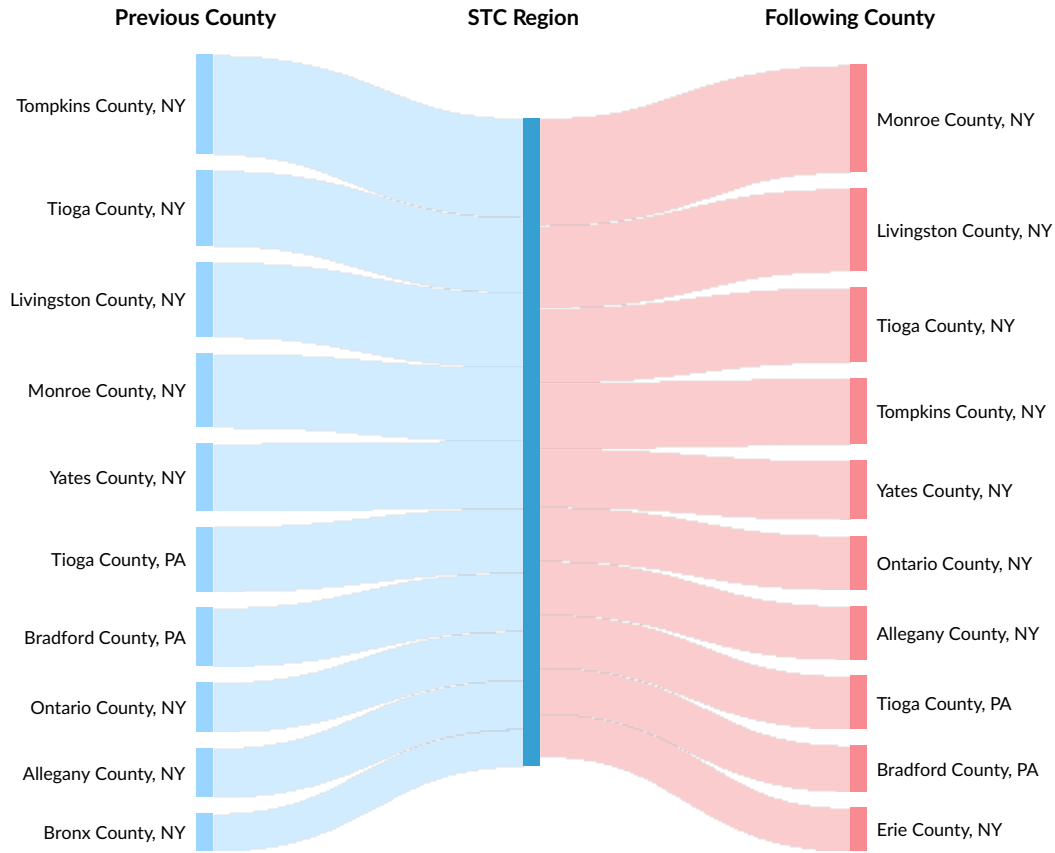 Previous County
STC Region
Following County
Tompkins County, NY
Tioga County, NY
Livingston County, NY
Monroe County, NY
Yates County, NY
Tioga County, PA
Bradford County, PA
Ontario County, NY
Allegany County, NY
Bronx County, NY
Monroe County, NY
Livingston County, NY
Tioga County, NY
Tompkins County, NY
Yates County, NY
Ontario County, NY
Allegany County, NY
Tioga County, PA
Bradford County, PA
Erie County, NY